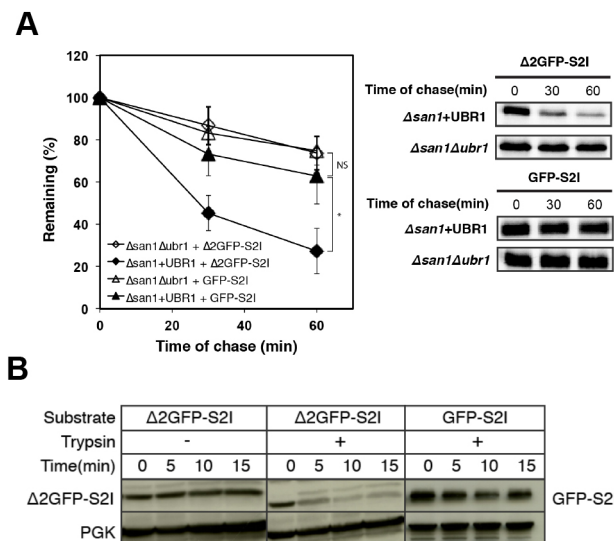 A
120
100
80
60
40
20
0
Remaining (%)
NS
*
Δsan1Δubr1 + Δ2GFP-S2I
Δsan1+UBR1 + Δ2GFP-S2I
Δsan1Δubr1 + GFP-S2I
Δsan1+UBR1 + GFP-S2I
0 20 40 60
Time of chase (min)
Δ2GFP-S2I
Time of chase(min) 0 30 60
Δsan1+UBR1
Δsan1Δubr1
GFP-S2I
Time of chase(min) 0 30 60
Δsan1+UBR1
Δsan1Δubr1
B
Substrate Δ2GFP-S2I Δ2GFP-S2I GFP-S2I
Trypsin - + +
Time(min) 0 5 10 15 0 5 10 15 0 5 10 15
Δ2GFP-S2I GFP-S2
PGK